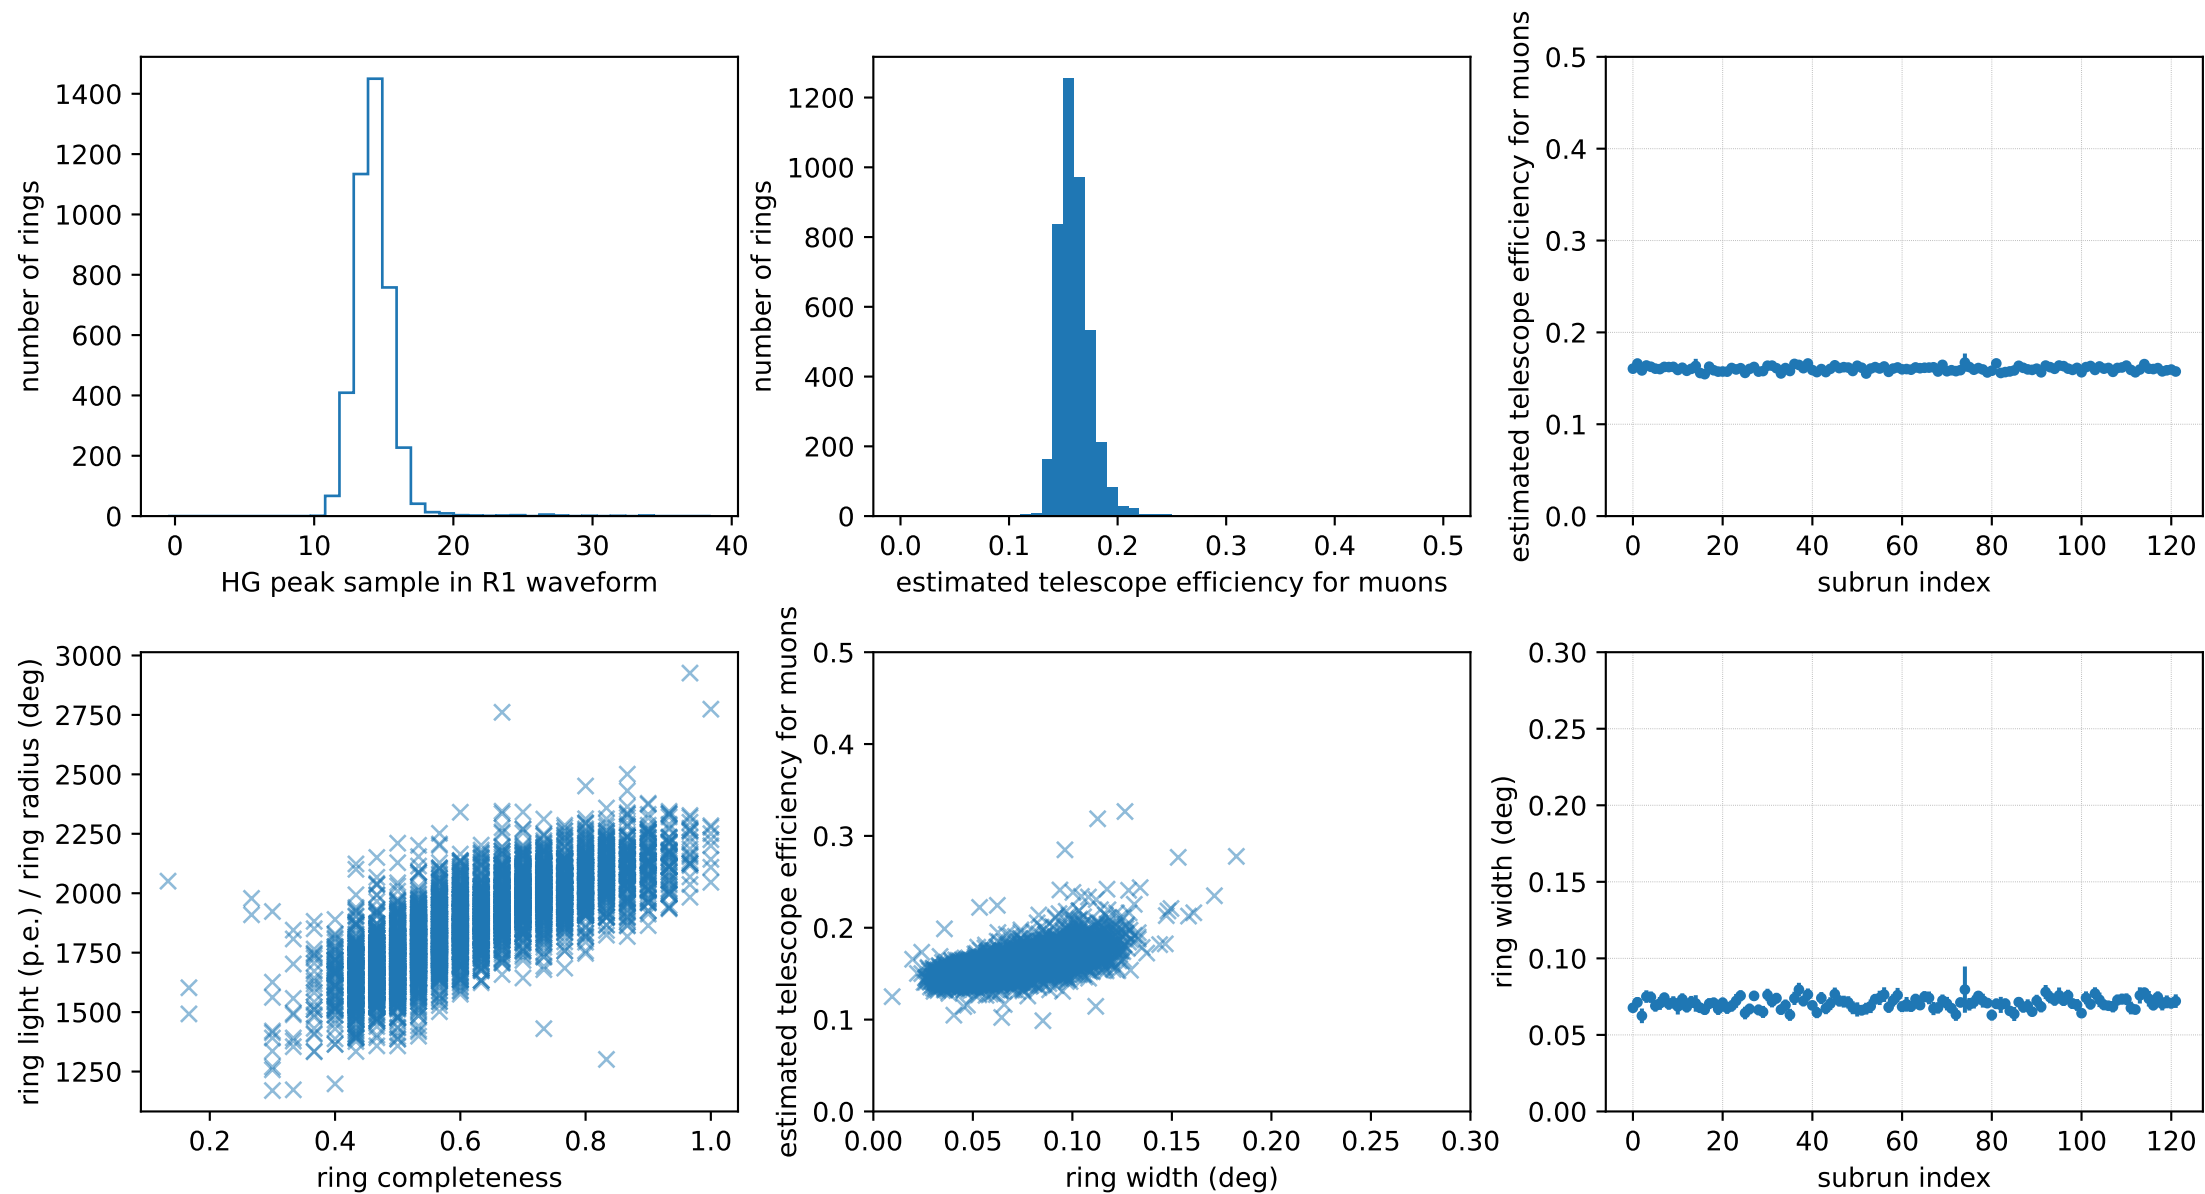 number of rings
1400
1200
1000
800
600
400
200
0
0 10 20 30 40
HG peak sample in R1 waveform
number of rings
1200
1000
800
600
400
200
0
0.0 0.1 0.2 0.3 0.4 0.5
estimated telescope efficiency for muons
estimated telescope efficiency for muons
0.5
0.4
0.3
0.2
0.1
0.0
0 20 40 60 80 100 120
subrun index
ring light (p.e.) / ring radius (deg)
3000
2750
2500
2250
2000
1750
1500
1250
0.2 0.4 0.6 0.8 1.0
ring completeness
estimated telescope efficiency for muons
0.5
0.4
0.3
0.2
0.1
0.0
0.00 0.05 0.10 0.15 0.20 0.25 0.30
ring width (deg)
ring width (deg)
0.30
0.25
0.20
0.15
0.10
0.05
0.00
0 20 40 60 80 100 120
subrun index